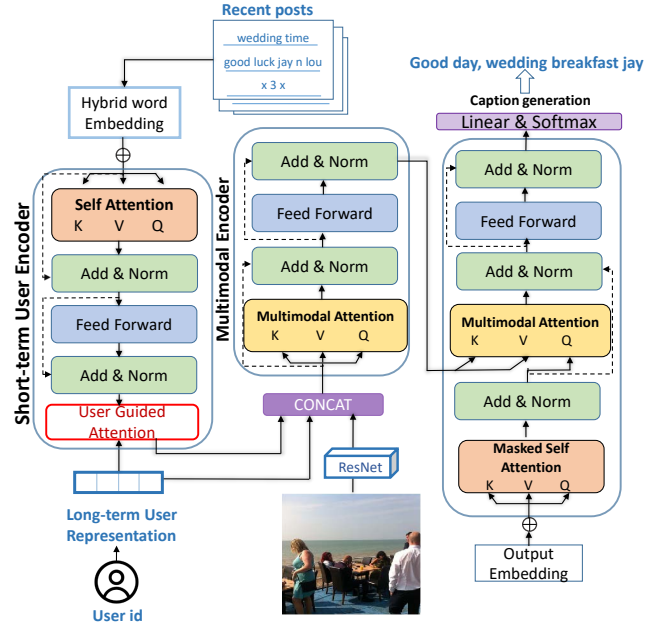 Recent posts
wedding time
good luck jay n lou
x 3 x
Hybrid word
Embedding
Short-term User Encoder
Self Attention
K V Q
Add & Norm
Feed Forward
Add & Norm
User Guided
Attention
Long-term User
Representation
User id
Multimodal Encoder
Add & Norm
Feed Forward
Add & Norm
Multimodal Attention
K V Q
CONCAT
ResNet
Good day, wedding breakfast jay
Caption generation
Linear & Softmax
Add & Norm
Feed Forward
Add & Norm
Multimodal Attention
K V Q
Add & Norm
Masked Self
Attention
K V Q
Output
Embedding